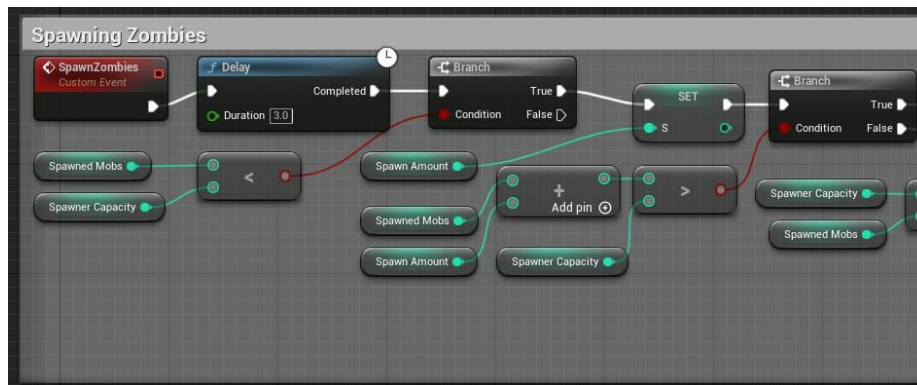 Spawning Zombies
SpawnZombies
Custom Event
Delay
Completed
Duration 3.0
Branch
True
Condition False
SET
S
Branch
True
Condition False
Spawned Mobs
<
Spawner Capacity
Spawn Amount
+
Add pin
>
Spawned Mobs
Spawn Amount
Spawner Capacity
Spawner Capacity
Spawned Mobs